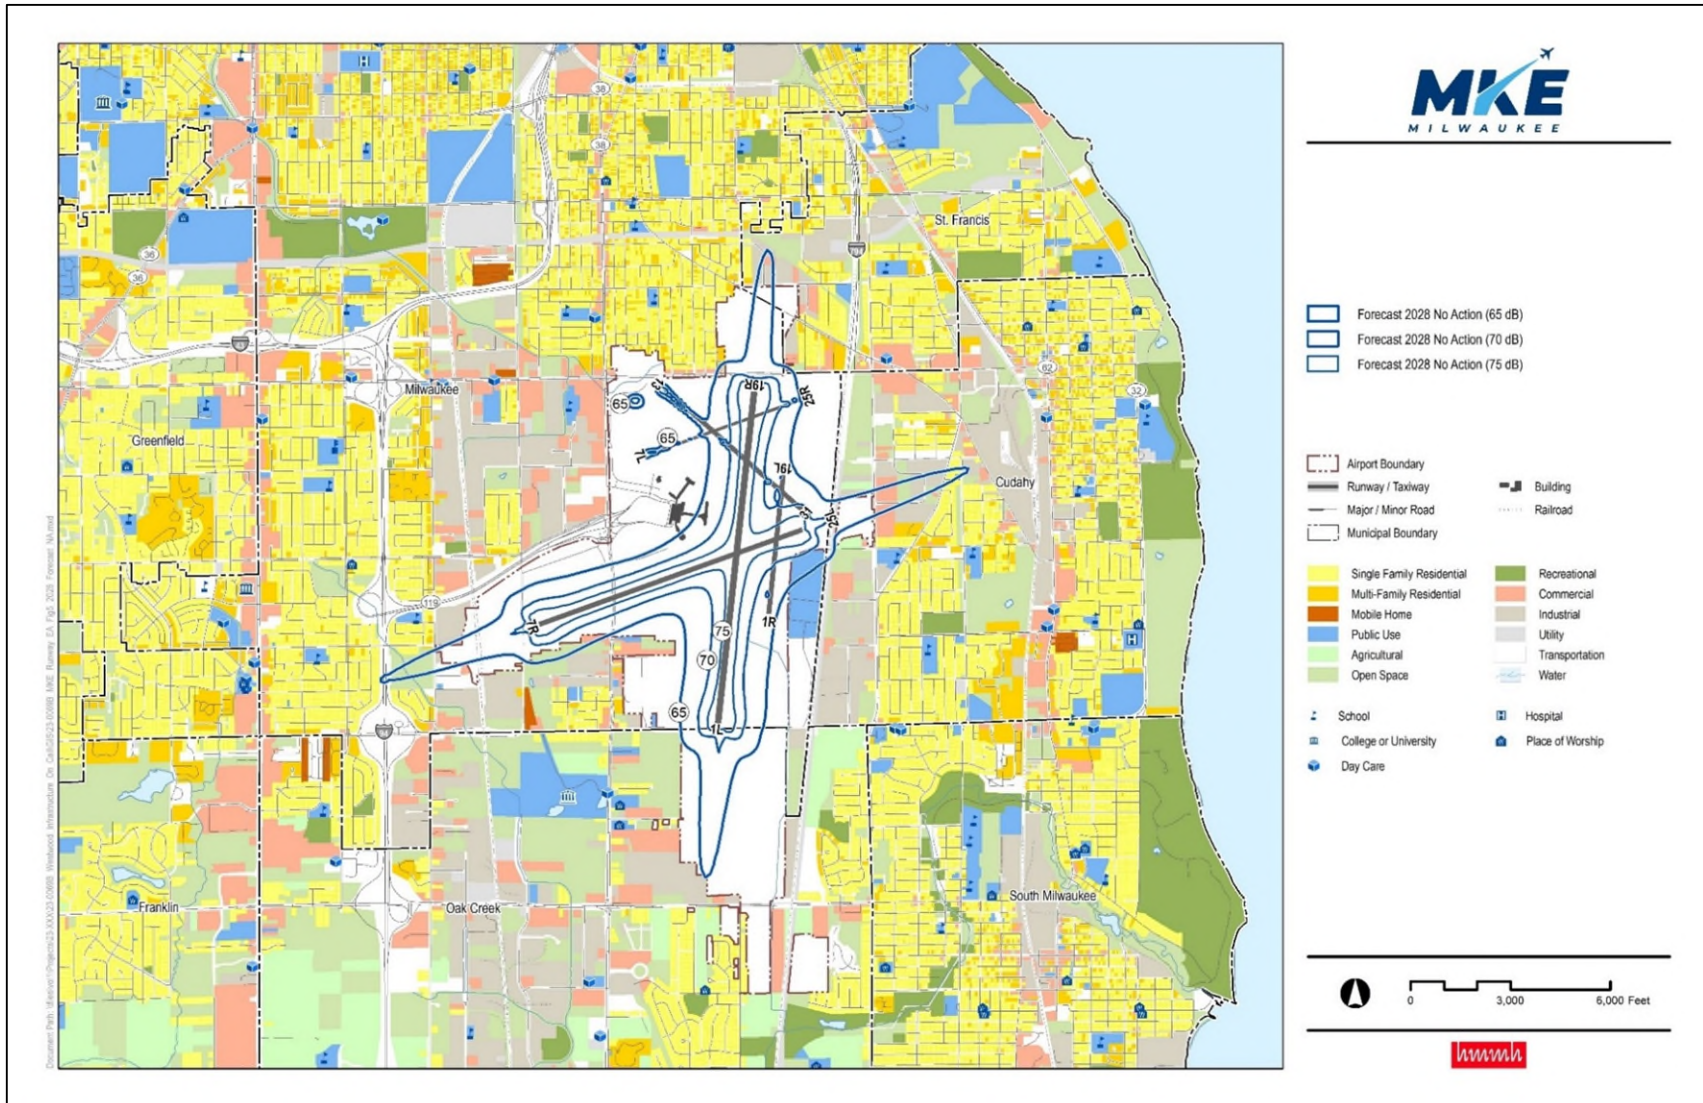 MKE
MILWAUKEE
Forecast 2028 No Action (65 dB)
Forecast 2028 No Action (70 dB)
Forecast 2028 No Action (75 dB)
Airport Boundary
Runway / Taxiway
Building
Major / Minor Road
Railroad
Municipal Boundary
Single Family Residential
Recreational
Multi-Family Residential
Commercial
Mobile Home
Industrial
Public Use
Utility
Agricultural
Transportation
Open Space
Water
School
Hospital
College or University
Place of Worship
Day Care
0
3,000
6,000 Feet
hmmh
38
38
St. Francis
36
36
Milwaukee
62
32
19R
25R
65
65
7L
19L
Greenfield
Cudahy
25L
119
7R
1R
75
70
65
1L
Franklin
Oak Creek
South Milwaukee